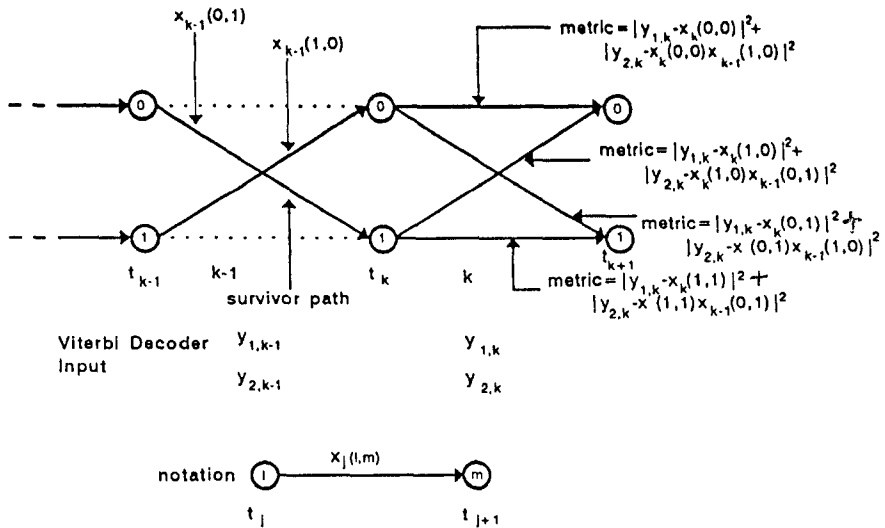 x_{k-1}(0,1)
x_{k-1}(1,0)
metric=|y_{1,k}-x_k(0,0)|^2+
|y_{2,k}-x_k(0,0)x_{k-1}(1,0)|^2
0 0 0
metric=|y_{1,k}-x_k(1,0)|^2+
|y_{2,k}-x_k(1,0)x_{k-1}(0,1)|^2
metric=|y_{1,k}-x_k(0,1)|^2+
|y_{2,k}-x (0,1)x_{k-1}(1,0)|^2
1 1 1
t_{k-1} k-1 t_k k t_{k+1}
metric=|y_{1,k}-x_k(1,1)|^2+
|y_{2,k}-x (1,1)x_{k-1}(0,1)|^2
survivor path
Viterbi Decoder
Input
y_{1,k-1} y_{1,k}
y_{2,k-1} y_{2,k}
notation l x_j(l,m) m
t_j t_{j+1}